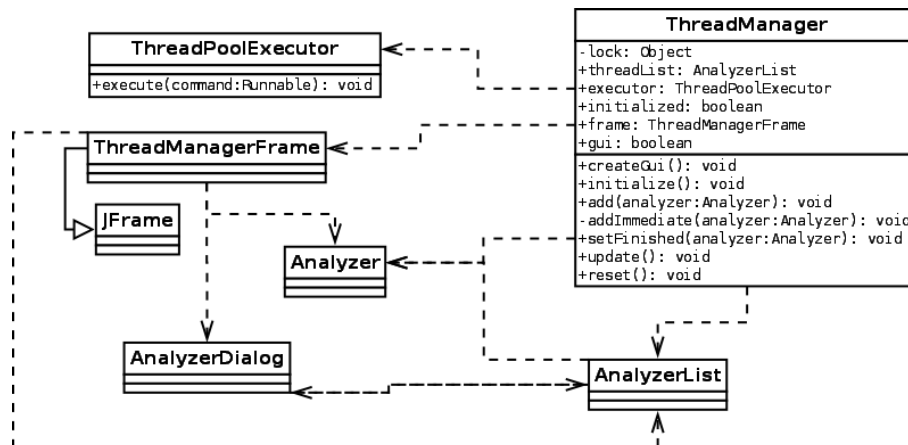 ThreadManager
-lock: Object
+threadList: AnalyzerList
+executor: ThreadPoolExecutor
+initialized: boolean
+frame: ThreadManagerFrame
+gui: boolean
+createGui(): void
+initialize(): void
+add(analyzer:Analyzer): void
-addImmediate(analyzer:Analyzer): void
+setFinished(analyzer:Analyzer): void
+update(): void
+reset(): void
ThreadPoolExecutor
+execute(command:Runnable): void
ThreadManagerFrame
JFrame
Analyzer
AnalyzerDialog
AnalyzerList